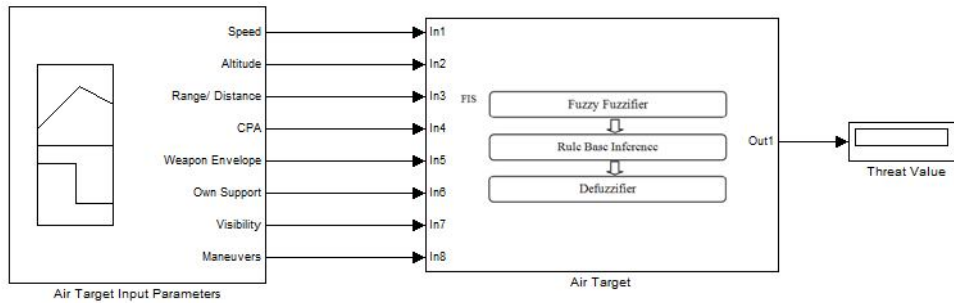 Speed
Altitude
Range/ Distance
CPA
Weapon Envelope
Own Support
Visibility
Maneuvers
Air Target Input Parameters
In1
In2
In3
In4
In5
In6
In7
In8
FIS
Fuzzy Fuzzifier
Rule Base Inference
Defuzzifier
Out1
Air Target
Threat Value